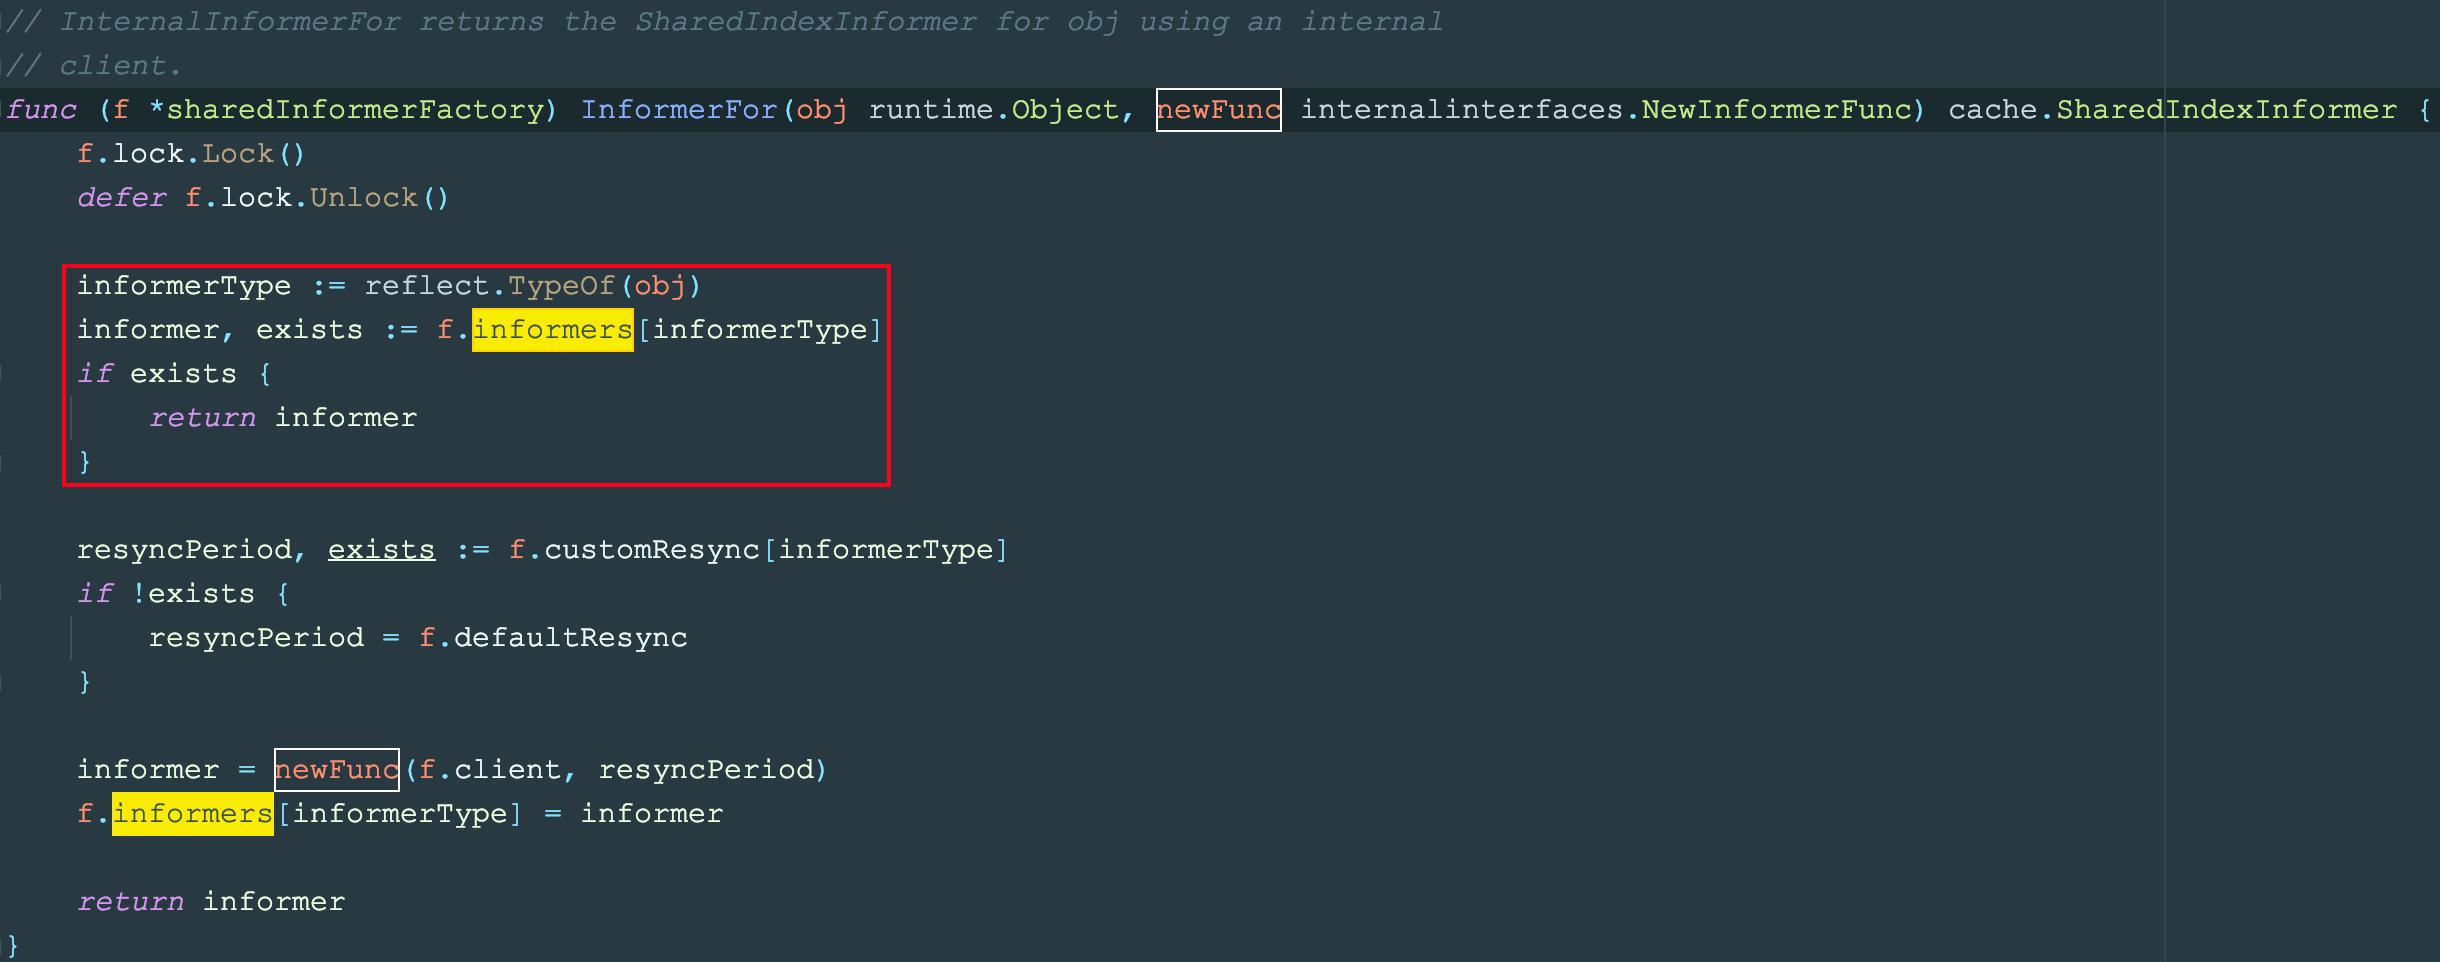 // InternalInformerFor returns the SharedIndexInformer for obj using an internal
// client.
func (f *sharedInformerFactory) InformerFor(obj runtime.Object, newFunc internalinterfaces.NewInformerFunc) cache.SharedIndexInformer {
    f.lock.Lock()
    defer f.lock.Unlock()

    informerType := reflect.TypeOf(obj)
    informer, exists := f.informers[informerType]
    if exists {
        return informer
    }

    resyncPeriod, exists := f.customResync[informerType]
    if !exists {
        resyncPeriod = f.defaultResync
    }

    informer = newFunc(f.client, resyncPeriod)
    f.informers[informerType] = informer

    return informer
}